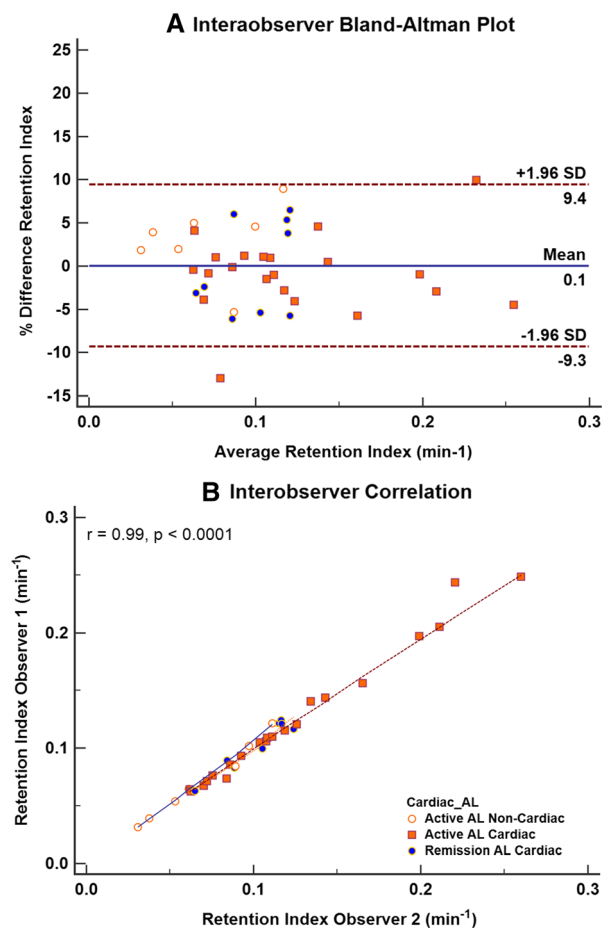 A Interaobserver Bland-Altman Plot
25
20
15
10
5
0
-5
-10
-15
% Difference Retention Index
+1.96 SD
9.4
Mean
0.1
-1.96 SD
-9.3
0.0
0.1
0.2
0.3
Average Retention Index (min-1)
B Interobserver Correlation
r = 0.99, p < 0.0001
0.3
0.2
0.1
0.0
Retention Index Observer 1 (min-1)
Cardiac_AL
Active AL Non-Cardiac
Active AL Cardiac
Remission AL Cardiac
0.0
0.1
0.2
0.3
Retention Index Observer 2 (min-1)